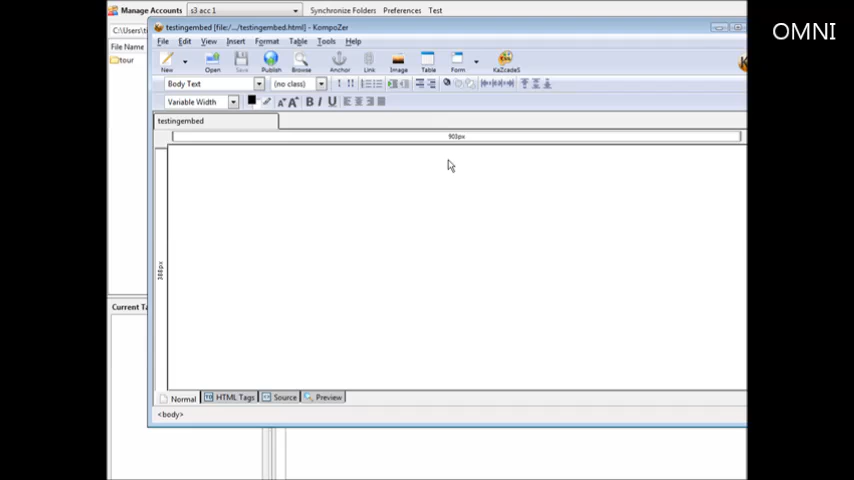 OMNI
Manage Accounts s3 acc 1 Synchronize Folders Preferences Test
testingembed [file:/.../testingembed.html] - KompoZer
C:\Users\t
File Name
tour
File Edit View Insert Format Table Tools Help
New Open Save Publish Browse Anchor Link Image Table Form KaZcadeS
Body Text (no class)
Variable Width B I U
testingembed
903px
388px
Current Ta
Normal HTML Tags Source Preview
<body>